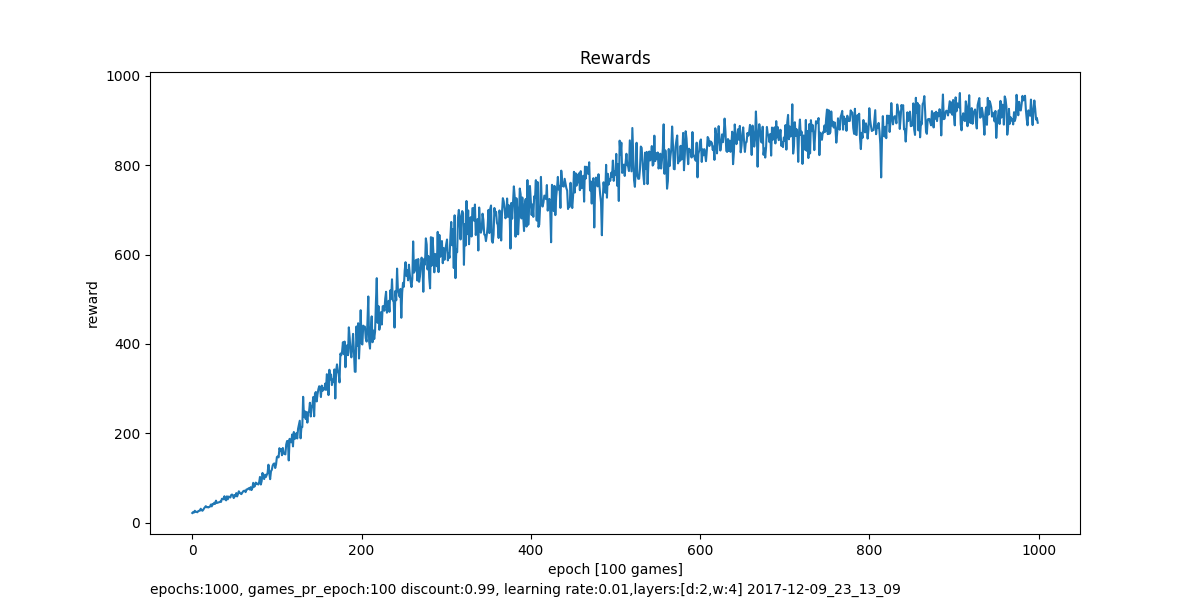 Rewards
1000
800
600
400
200
0
reward
0 200 400 600 800 1000
epoch [100 games]
epochs:1000, games_pr_epoch:100 discount:0.99, learning rate:0.01,layers:[d:2,w:4] 2017-12-09_23_13_09